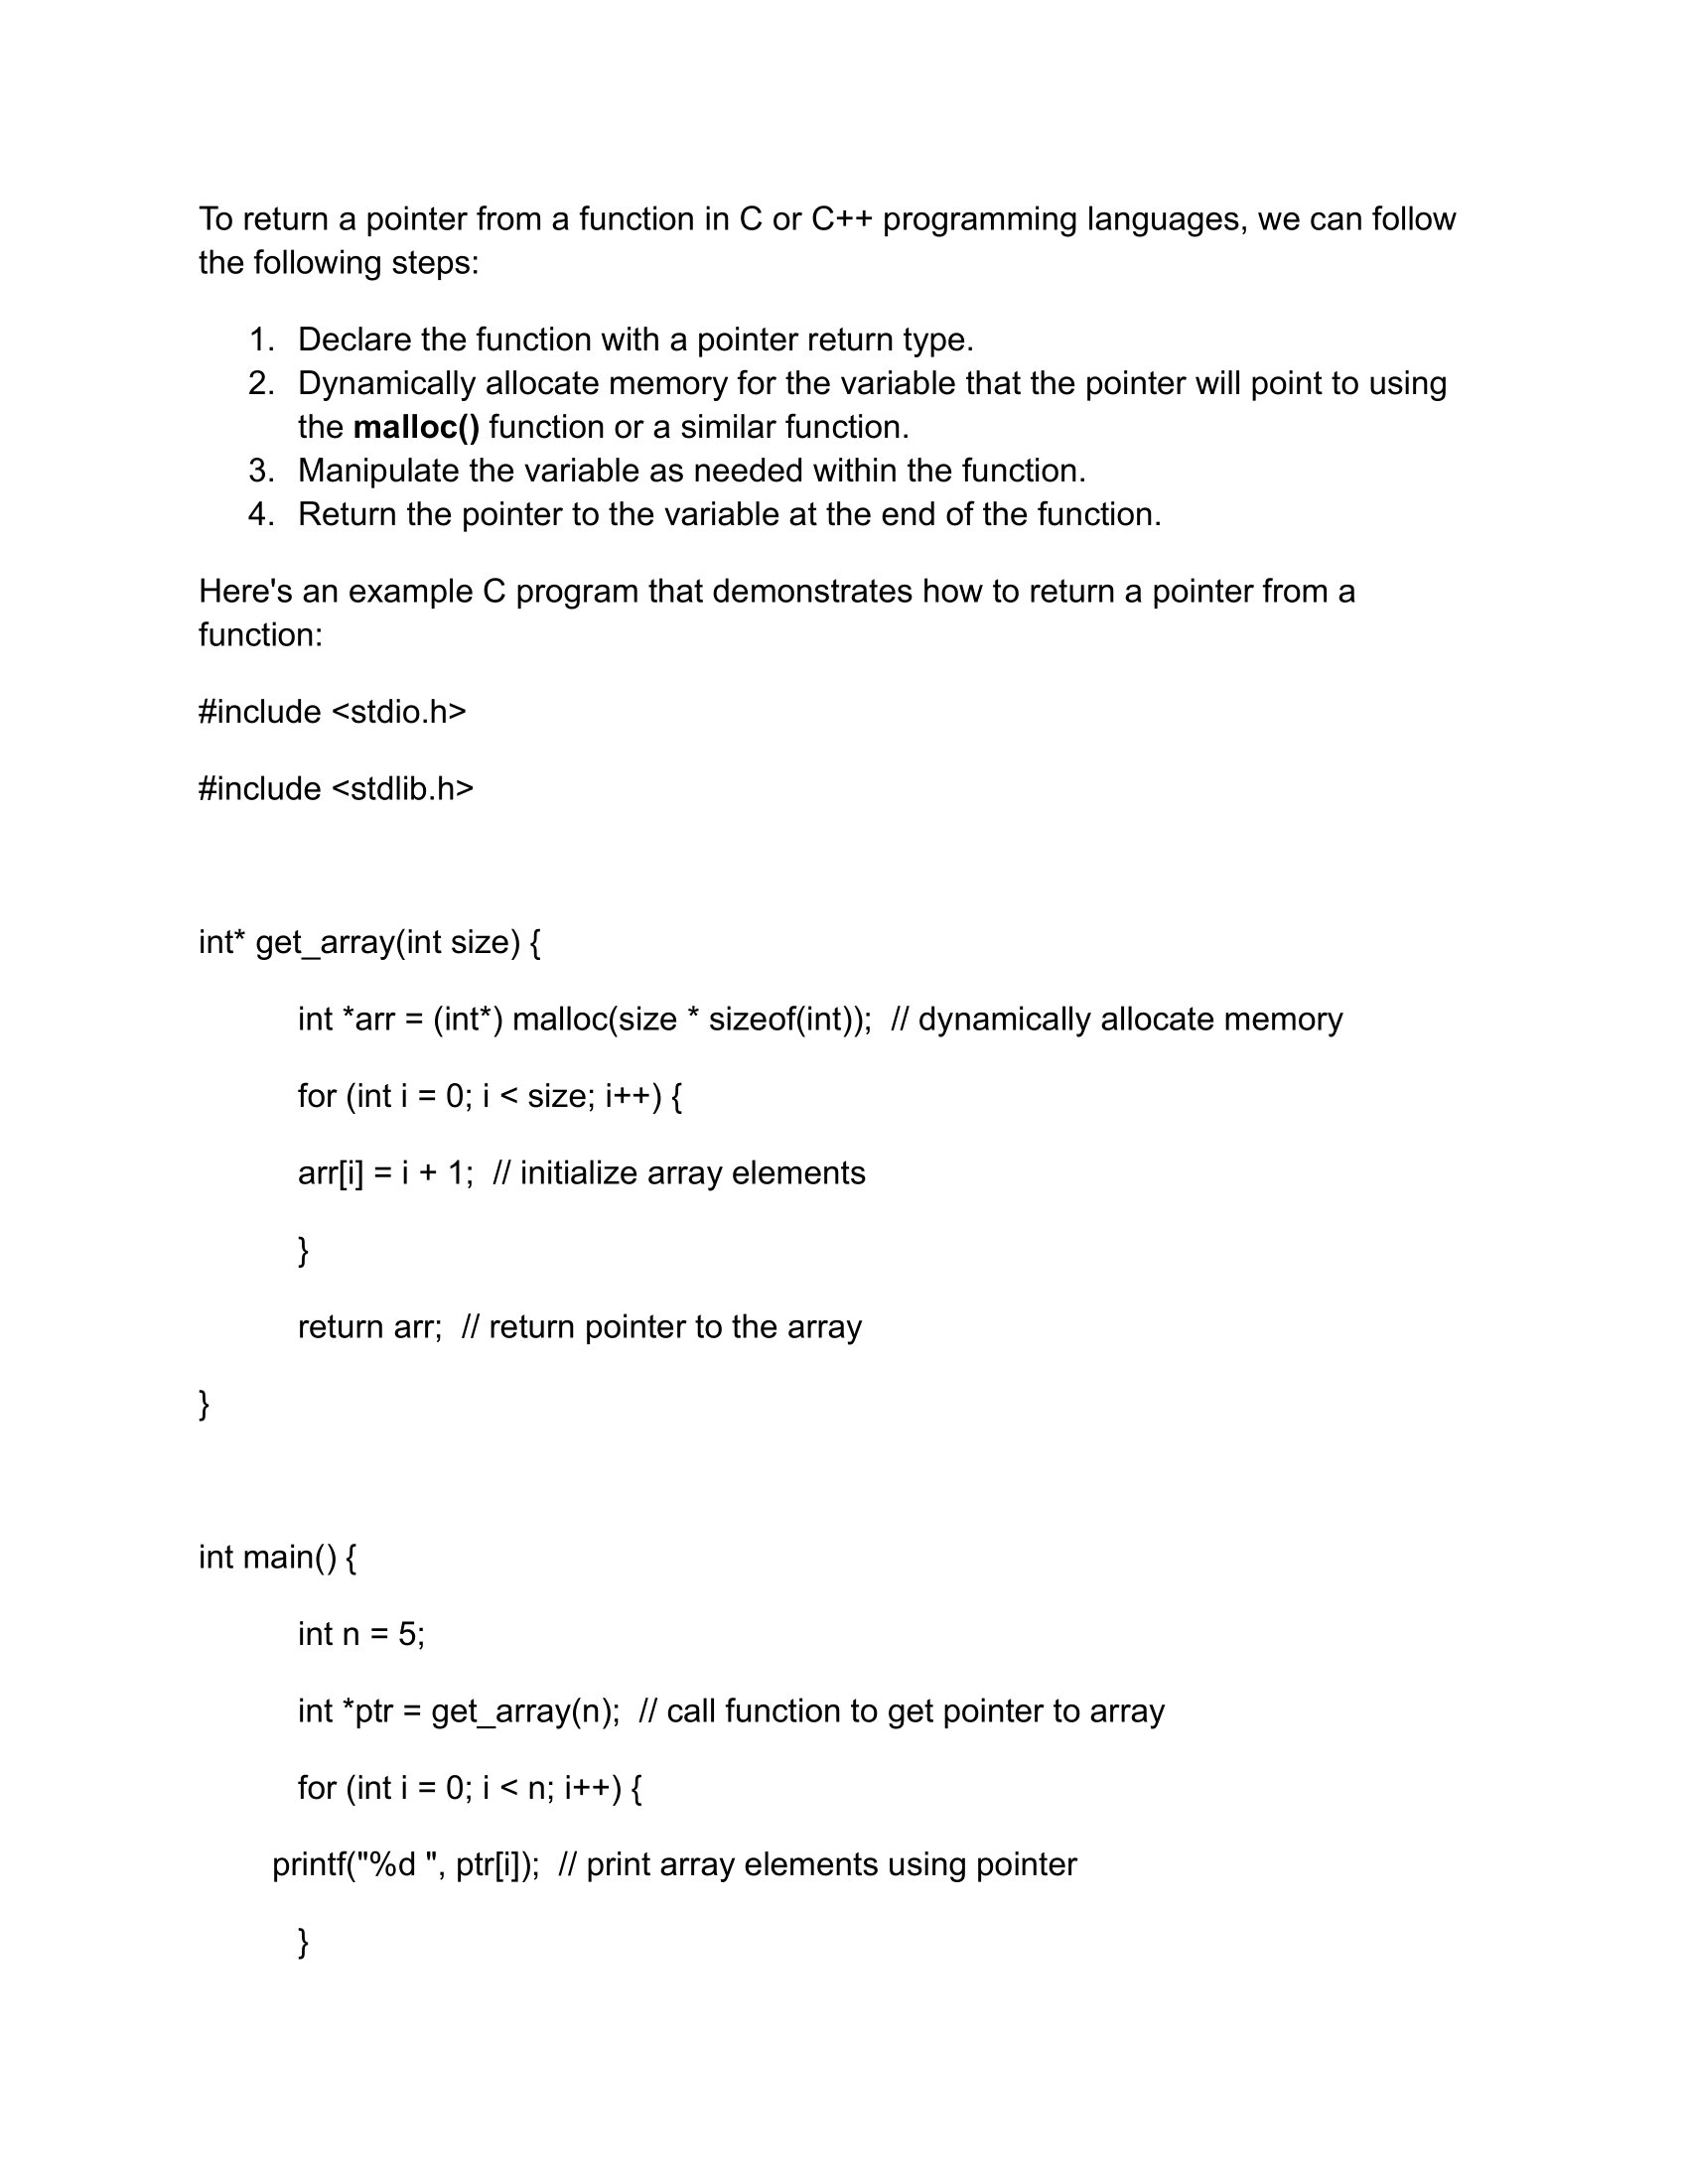 To return a pointer from a function in C or C++ programming languages, we can follow
the following steps:
1. Declare the function with a pointer return type.
2. Dynamically allocate memory for the variable that the pointer will point to using
the malloc() function or a similar function.
3. Manipulate the variable as needed within the function.
4. Return the pointer to the variable at the end of the function.
Here's an example C program that demonstrates how to return a pointer from a
function:
#include <stdio.h>
#include <stdlib.h>
int* get_array(int size) {
int *arr = (int*) malloc(size * sizeof(int));  // dynamically allocate memory
for (int i = 0; i < size; i++) {
arr[i] = i + 1;  // initialize array elements
}
return arr;  // return pointer to the array
}
int main() {
int n = 5;
int *ptr = get_array(n);  // call function to get pointer to array
for (int i = 0; i < n; i++) {
printf("%d ", ptr[i]);  // print array elements using pointer
}